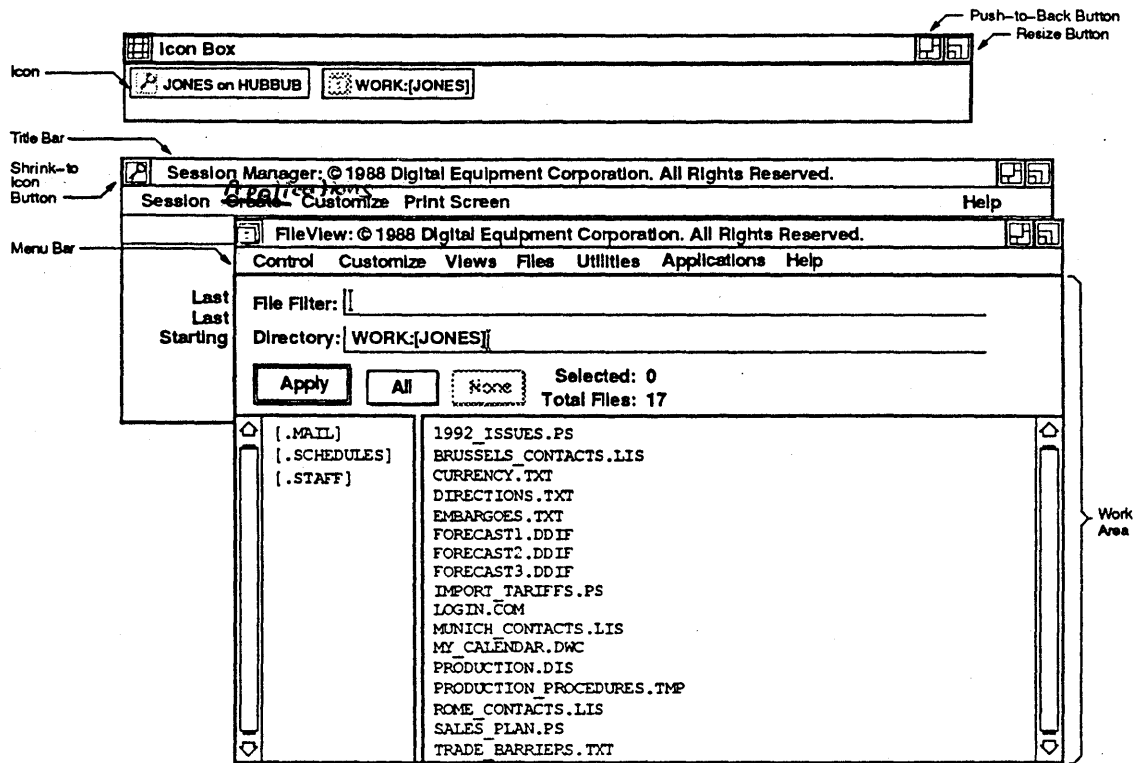 Push-to-Back Button
Resize Button
Icon Box
Icon
JONES on HUBBUB
WORK:[JONES]
Title Bar
Shrink-to
Icon
Button
Session Manager: © 1988 Digital Equipment Corporation. All Rights Reserved.
Applications
Session Create Customize Print Screen Help
FileView: © 1988 Digital Equipment Corporation. All Rights Reserved.
Menu Bar
Control Customize Views Files Utilities Applications Help
Last
Last
Starting
File Filter:
Directory: WORK:[JONES]
Apply
All
None
Selected: 0
Total Files: 17
[.MAIL]
[.SCHEDULES]
[.STAFF]
1992_ISSUES.PS
BRUSSELS_CONTACTS.LIS
CURRENCY.TXT
DIRECTIONS.TXT
EMBARGOES.TXT
FORECAST1.DDIF
FORECAST2.DDIF
FORECAST3.DDIF
IMPORT_TARIFFS.PS
LOGIN.COM
MUNICH_CONTACTS.LIS
MY_CALENDAR.DWC
PRODUCTION.DIS
PRODUCTION_PROCEDURES.TMP
ROME_CONTACTS.LIS
SALES_PLAN.PS
TRADE_BARRIERS.TXT
Work
Area